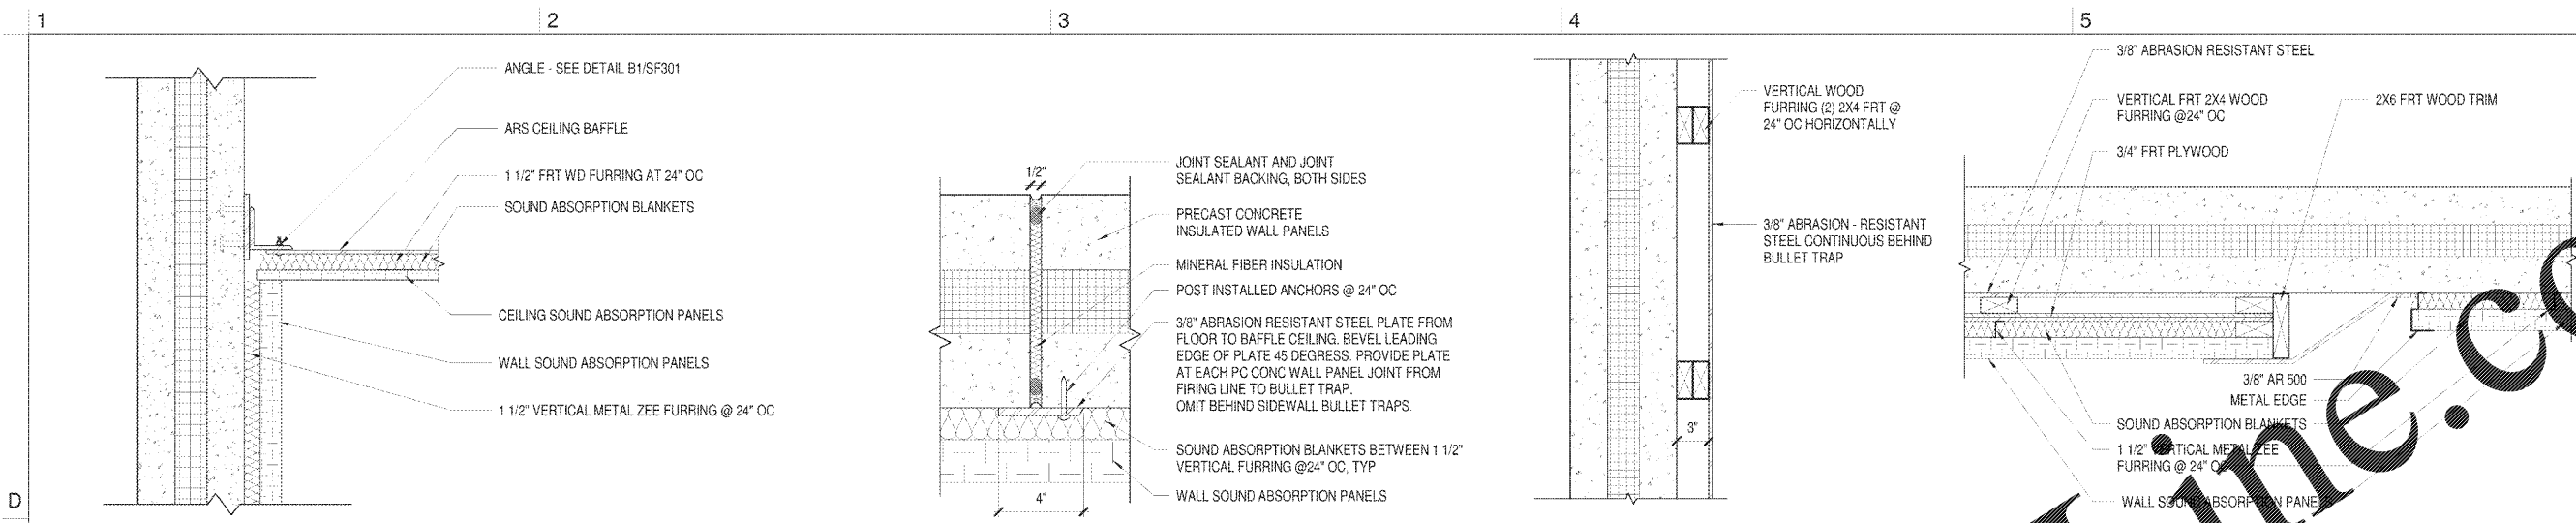 1
2
3
4
5
ANGLE - SEE DETAIL B1/SF301
ARS CEILING BAFFLE
1 1/2" FRT WD FURRING AT 24" OC
SOUND ABSORPTION BLANKETS
CEILING SOUND ABSORPTION PANELS
WALL SOUND ABSORPTION PANELS
1 1/2" VERTICAL METAL ZEE FURRING @ 24" OC
1/2"
JOINT SEALANT AND JOINT
SEALANT BACKING, BOTH SIDES
PRECAST CONCRETE
INSULATED WALL PANELS
MINERAL FIBER INSULATION
POST INSTALLED ANCHORS @ 24" OC
3/8" ABRASION RESISTANT STEEL PLATE FROM
FLOOR TO BAFFLE CEILING. BEVEL LEADING
EDGE OF PLATE 45 DEGRESS. PROVIDE PLATE
AT EACH PC CONC WALL PANEL JOINT FROM
FIRING LINE TO BULLET TRAP.
OMIT BEHIND SIDEWALL BULLET TRAPS.
SOUND ABSORPTION BLANKETS BETWEEN 1 1/2"
VERTICAL FURRING @24" OC, TYP
WALL SOUND ABSORPTION PANELS
4"
VERTICAL WOOD
FURRING (2) 2X4 FRT @
24" OC HORIZONTALLY
3/8" ABRASION - RESISTANT
STEEL CONTINUOUS BEHIND
BULLET TRAP
3"
3/8" ABRASION RESISTANT STEEL
VERTICAL FRT 2X4 WOOD
FURRING @24" OC
3/4" FRT PLYWOOD
2X6 FRT WOOD TRIM
3/8" AR 500
METAL EDGE
SOUND ABSORPTION BLANKETS
1 1/2" VERTICAL METAL ZEE
FURRING @ 24" OC
WALL SOUND ABSORPTION PANELS
D